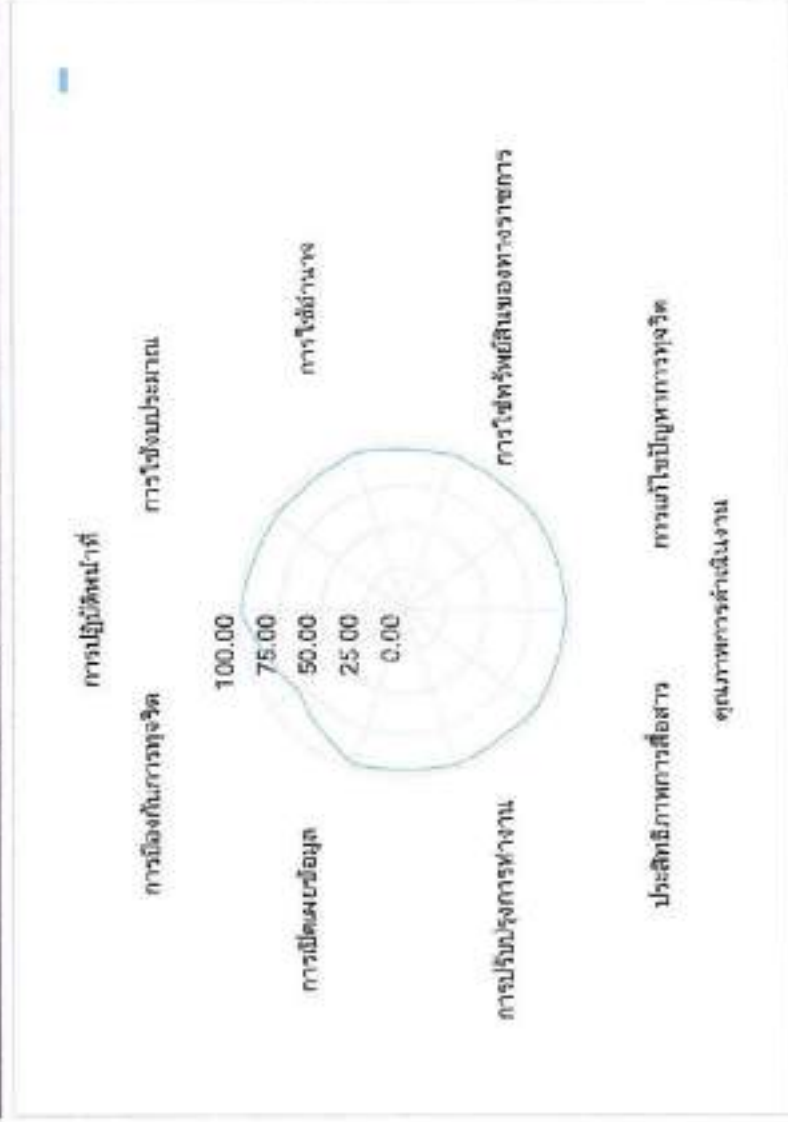 การปฏิบัติหน้าที่
การป้องกันการทุจริต
การใช้งบประมาณ
100.00
75.00
การเปิดเผยข้อมูล
50.00
การใช้อำนาจ
25.00
0.00
การปรับปรุงการทำงาน
การใช้ทรัพย์สินของทางราชการ
ประสิทธิภาพการสื่อสาร
การแก้ไขปัญหาการทุจริต
คุณภาพการดำเนินงาน